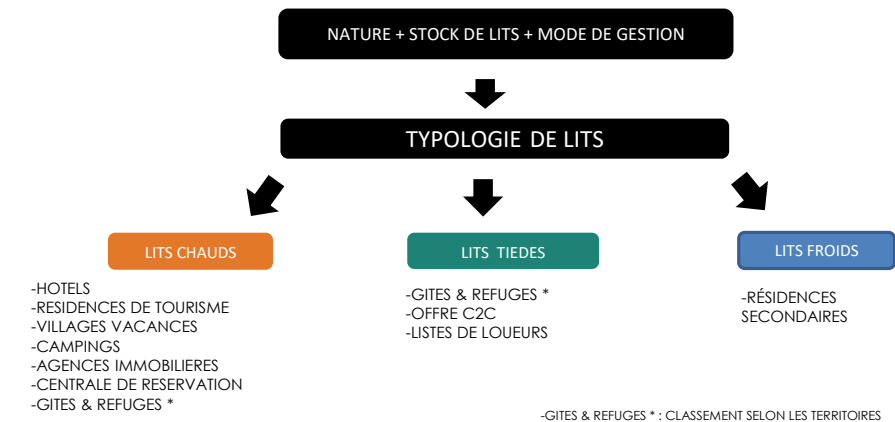 NATURE + STOCK DE LITS + MODE DE GESTION
TYPOLOGIE DE LITS
LITS CHAUDS
-HOTELS
-RESIDENCES DE TOURISME
-VILLAGES VACANCES
-CAMPINGS
-AGENCES IMMOBILIERES
-CENTRALE DE RESERVATION
-GITES & REFUGES *
LITS TIEDES
-GITES & REFUGES *
-OFFRE C2C
-LISTES DE LOUEURS
LITS FROIDS
-RÉSIDENCES
SECONDAIRES
-GITES & REFUGES * : CLASSEMENT SELON LES TERRITOIRES